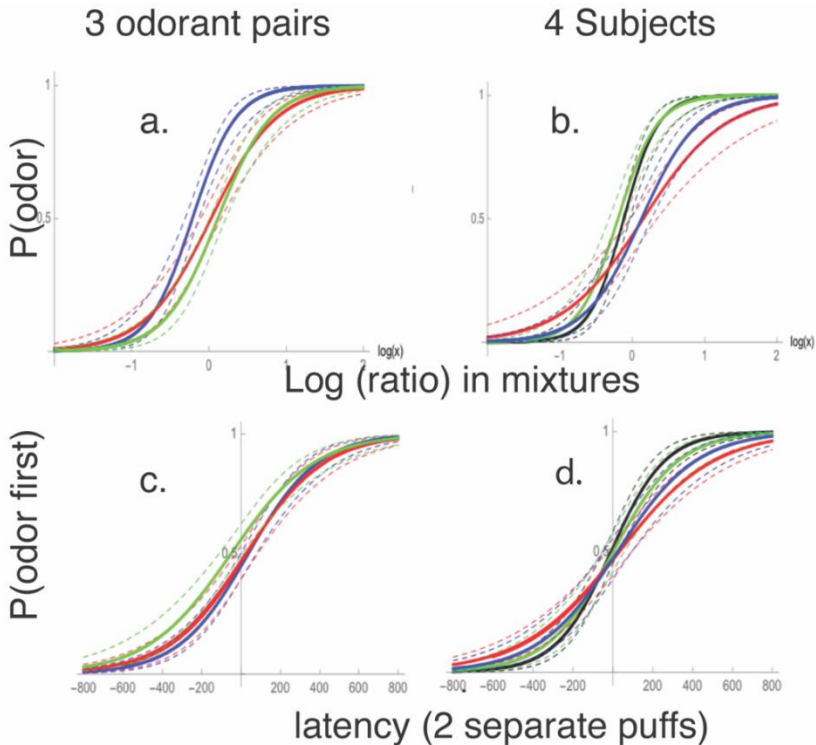 3 odorant pairs
4 Subjects
P(odor)
1
a.
0.5
−1
0
1
2
log(x)
1
b.
0.5
−1
0
1
2
log(x)
Log (ratio) in mixtures
P(odor first)
1
c.
0.5
−800 −600 −400 −200 200 400 600 800
1
d.
0.5
−800 −600 −400 −200 200 400 600 800
latency (2 separate puffs)